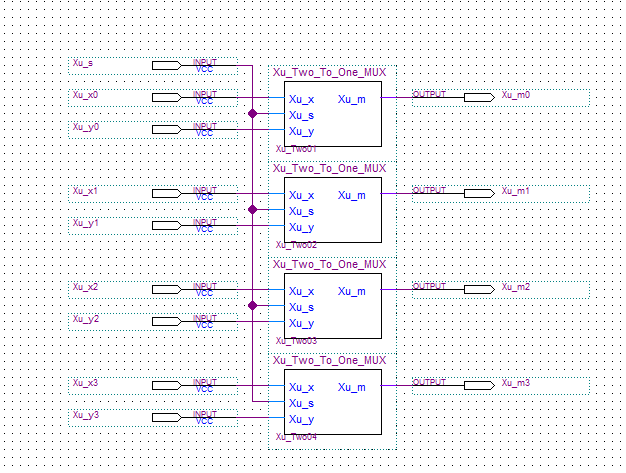 Xu_s INPUT VCC
Xu_Two_To_One_MUX
Xu_x0 INPUT VCC Xu_x Xu_m OUTPUT Xu_m0
Xu_s
Xu_y0 INPUT VCC Xu_y
Xu_Two01
Xu_Two_To_One_MUX
Xu_x1 INPUT VCC Xu_x Xu_m OUTPUT Xu_m1
Xu_s
Xu_y1 INPUT VCC Xu_y
Xu_Two02
Xu_Two_To_One_MUX
Xu_x2 INPUT VCC Xu_x Xu_m OUTPUT Xu_m2
Xu_s
Xu_y2 INPUT VCC Xu_y
Xu_Two03
Xu_Two_To_One_MUX
Xu_x3 INPUT VCC Xu_x Xu_m OUTPUT Xu_m3
Xu_s
Xu_y3 INPUT VCC Xu_y
Xu_Two04